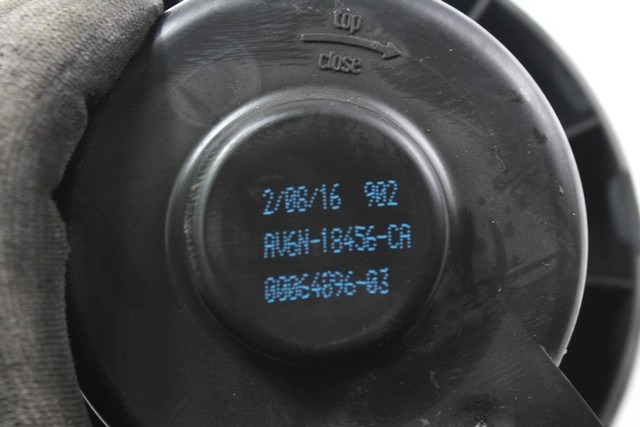 top
close
2/08/16 902
AV6N-18456-CA
00064896-03